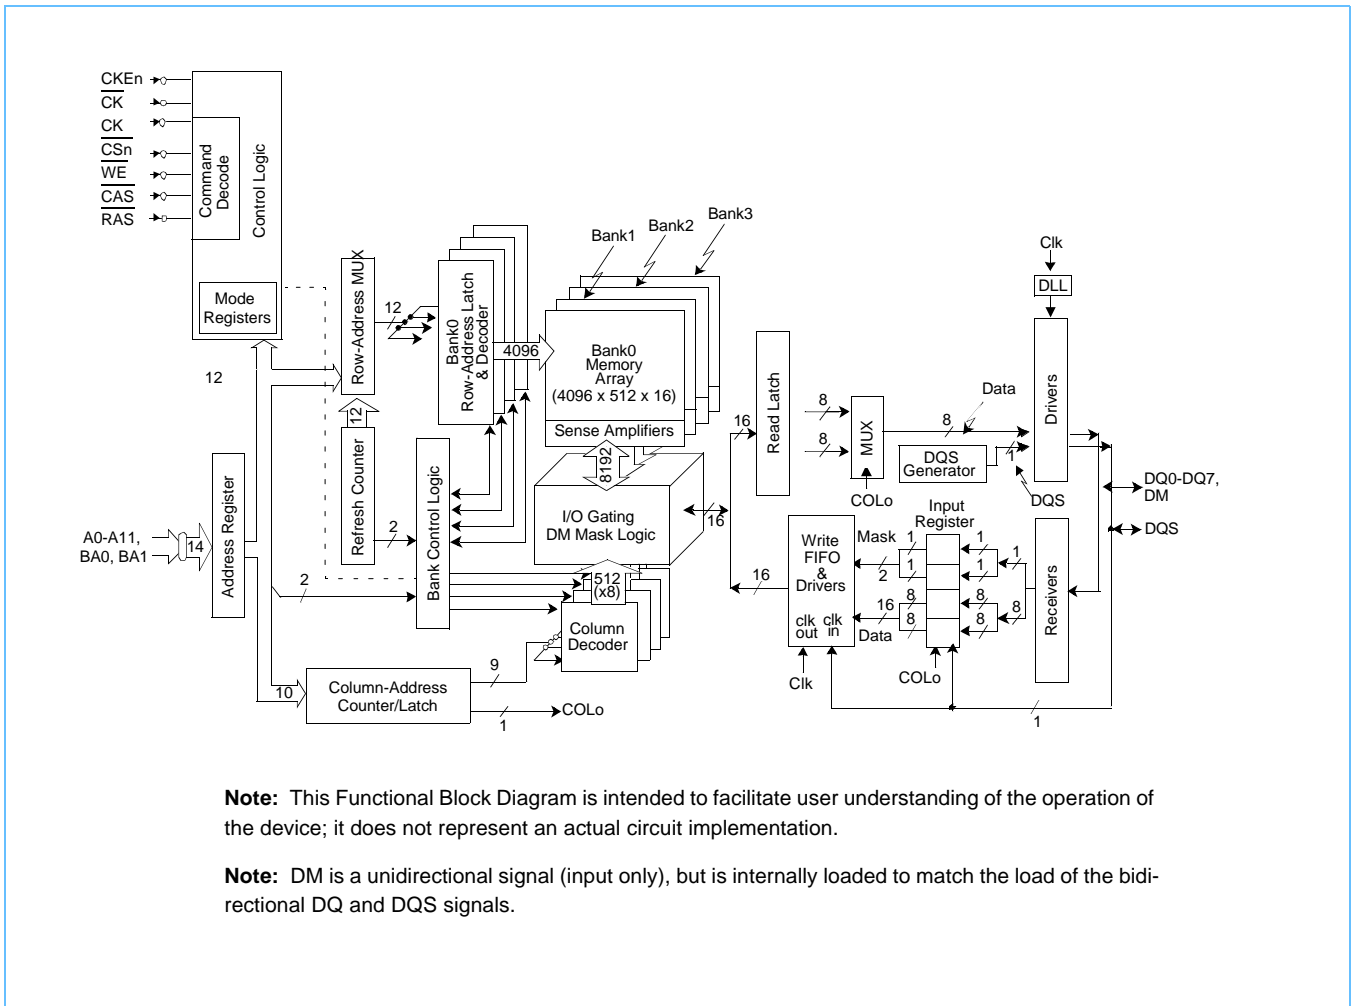 CKEn
CK
CK
CSn
WE
CAS
RAS
Command
Decode
Control Logic
Mode
Registers
Row-Address MUX
12
12
Refresh Counter
12
2
Bank0
Row-Address Latch
& Decoder
4096
Bank1
Bank2
Bank3
Bank0
Memory
Array
(4096 x 512 x 16)
Sense Amplifiers
8192
I/O Gating
DM Mask Logic
512
(x8)
Column
Decoder
Bank Control Logic
A0-A11,
BA0, BA1
14
Address Register
2
10
Column-Address
Counter/Latch
9
1
COLo
16
16
16
Read Latch
8
8
MUX
COLo
8
Data
DQS
Generator
1
DQS
Clk
DLL
Drivers
DQ0-DQ7,
DM
DQS
Receivers
Input
Register
Write
FIFO
&
Drivers
clk
out
clk
in
Clk
Mask
2
16
Data
1
1
8
8
1
1
8
8
1
8
COLo
1
Note: This Functional Block Diagram is intended to facilitate user understanding of the operation of
the device; it does not represent an actual circuit implementation.
Note: DM is a unidirectional signal (input only), but is internally loaded to match the load of the bidi-
rectional DQ and DQS signals.